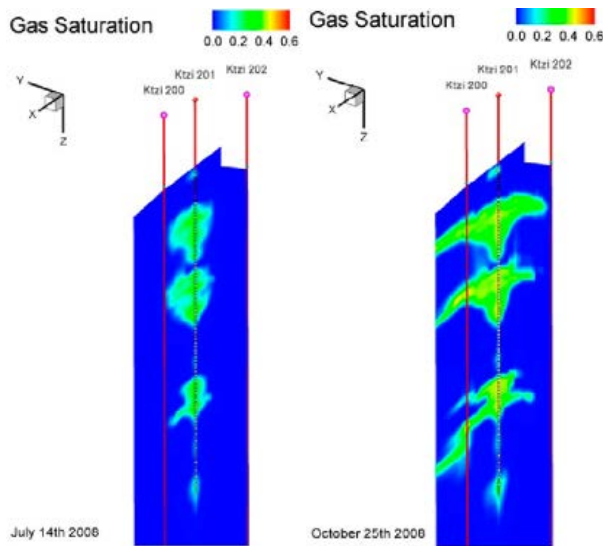 Gas Saturation
0.0 0.2 0.4 0.6
Ktzi 200
Ktzi 201
Ktzi 202
Y
X
Z
July 14th 2008
Gas Saturation
0.0 0.2 0.4 0.6
Ktzi 200
Ktzi 201
Ktzi 202
Y
X
Z
October 25th 2008